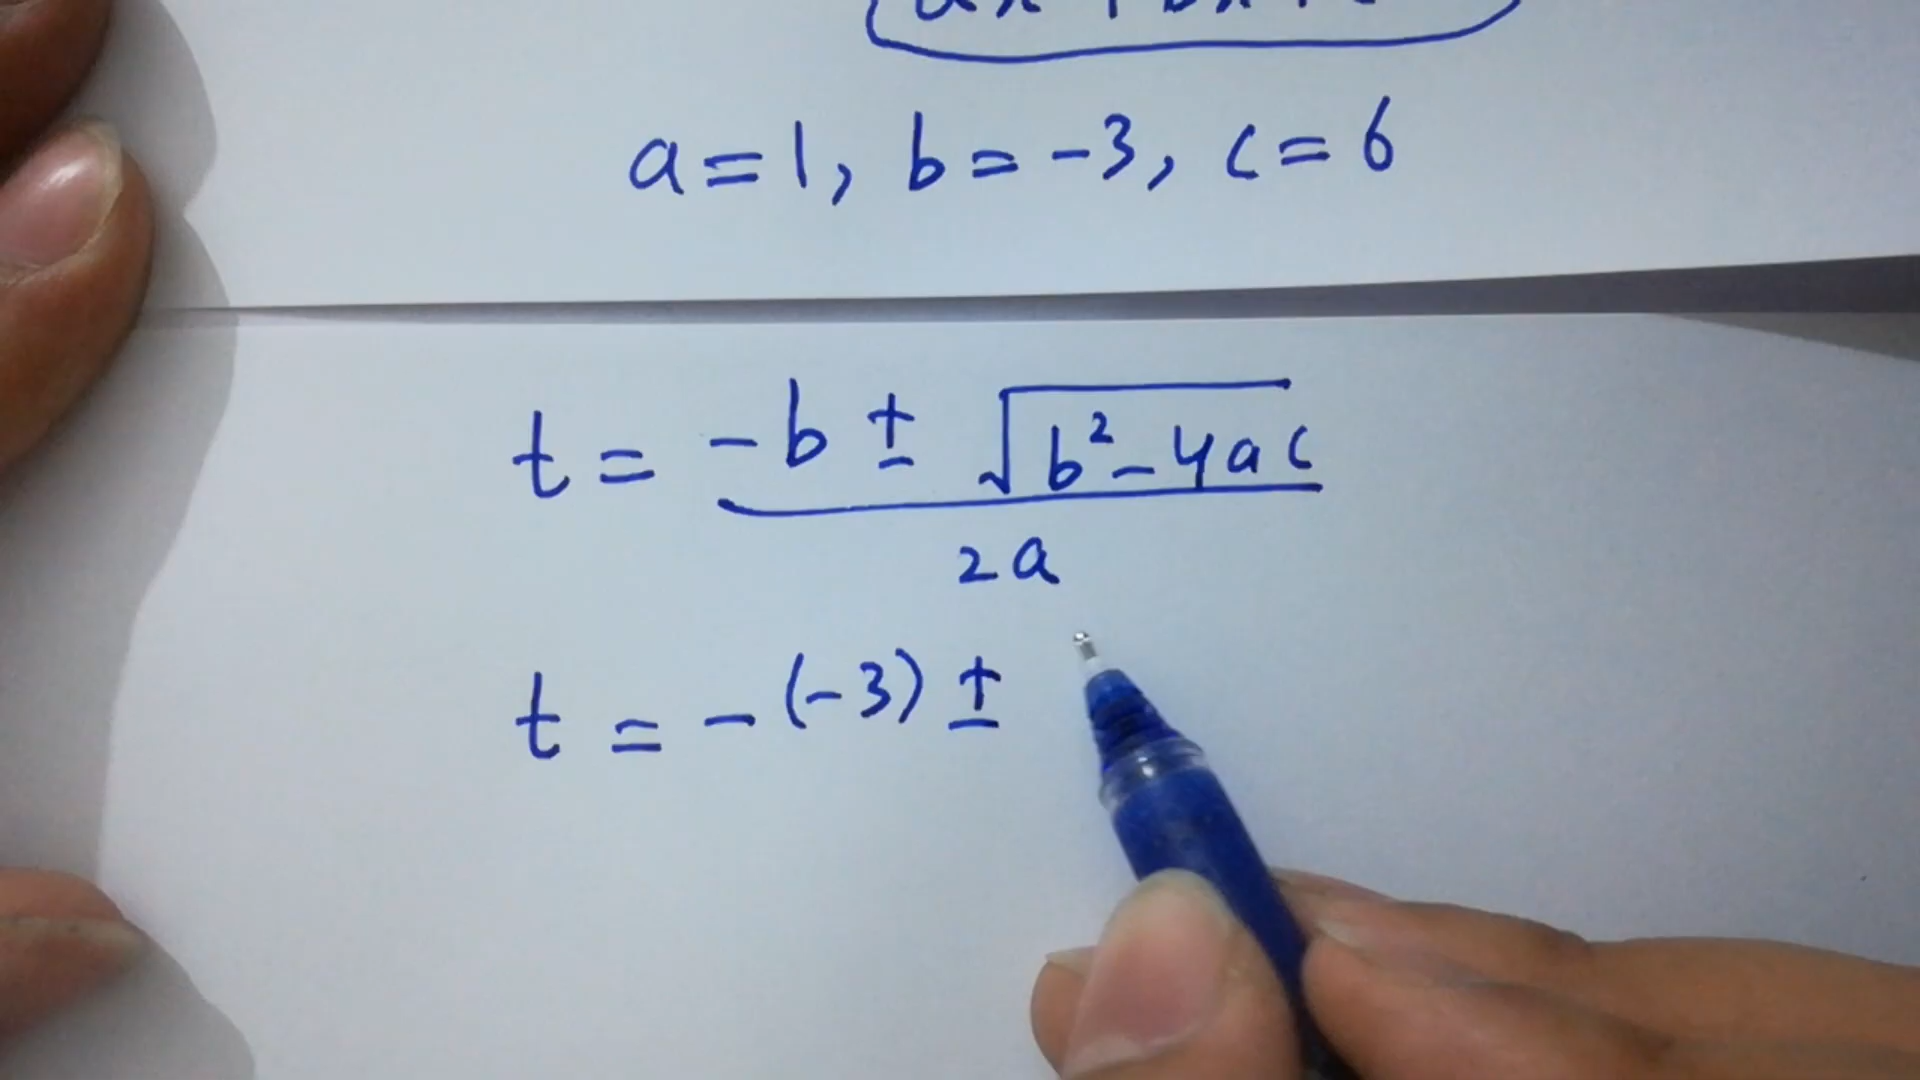 a=1, b=-3, c=6
t = -b ± √b²-4ac
2a
t = -(-3) ±